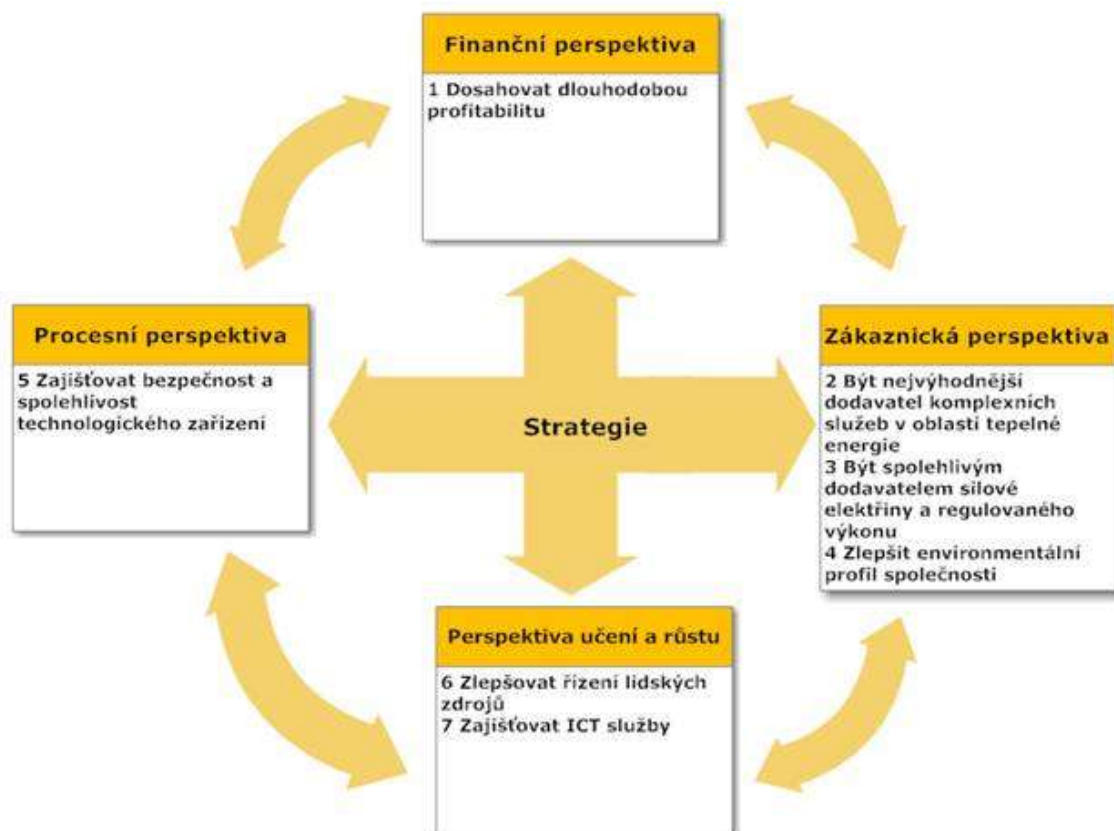 Finanční perspektiva
1 Dosahovat dlouhodobou
profitabilitu
Procesní perspektiva
5 Zajišťovat bezpečnost a
spolehlivost
technologického zařízení
Strategie
Zákaznická perspektiva
2 Být nejvýhodnější
dodavatel komplexních
služeb v oblasti tepelné
energie
3 Být spolehlivým
dodavatelem silové
elektřiny a regulovaného
výkonu
4 Zlepšit environmentální
profil společnosti
Perspektiva učení a růstu
6 Zlepšovat řízení lidských
zdrojů
7 Zajišťovat ICT služby